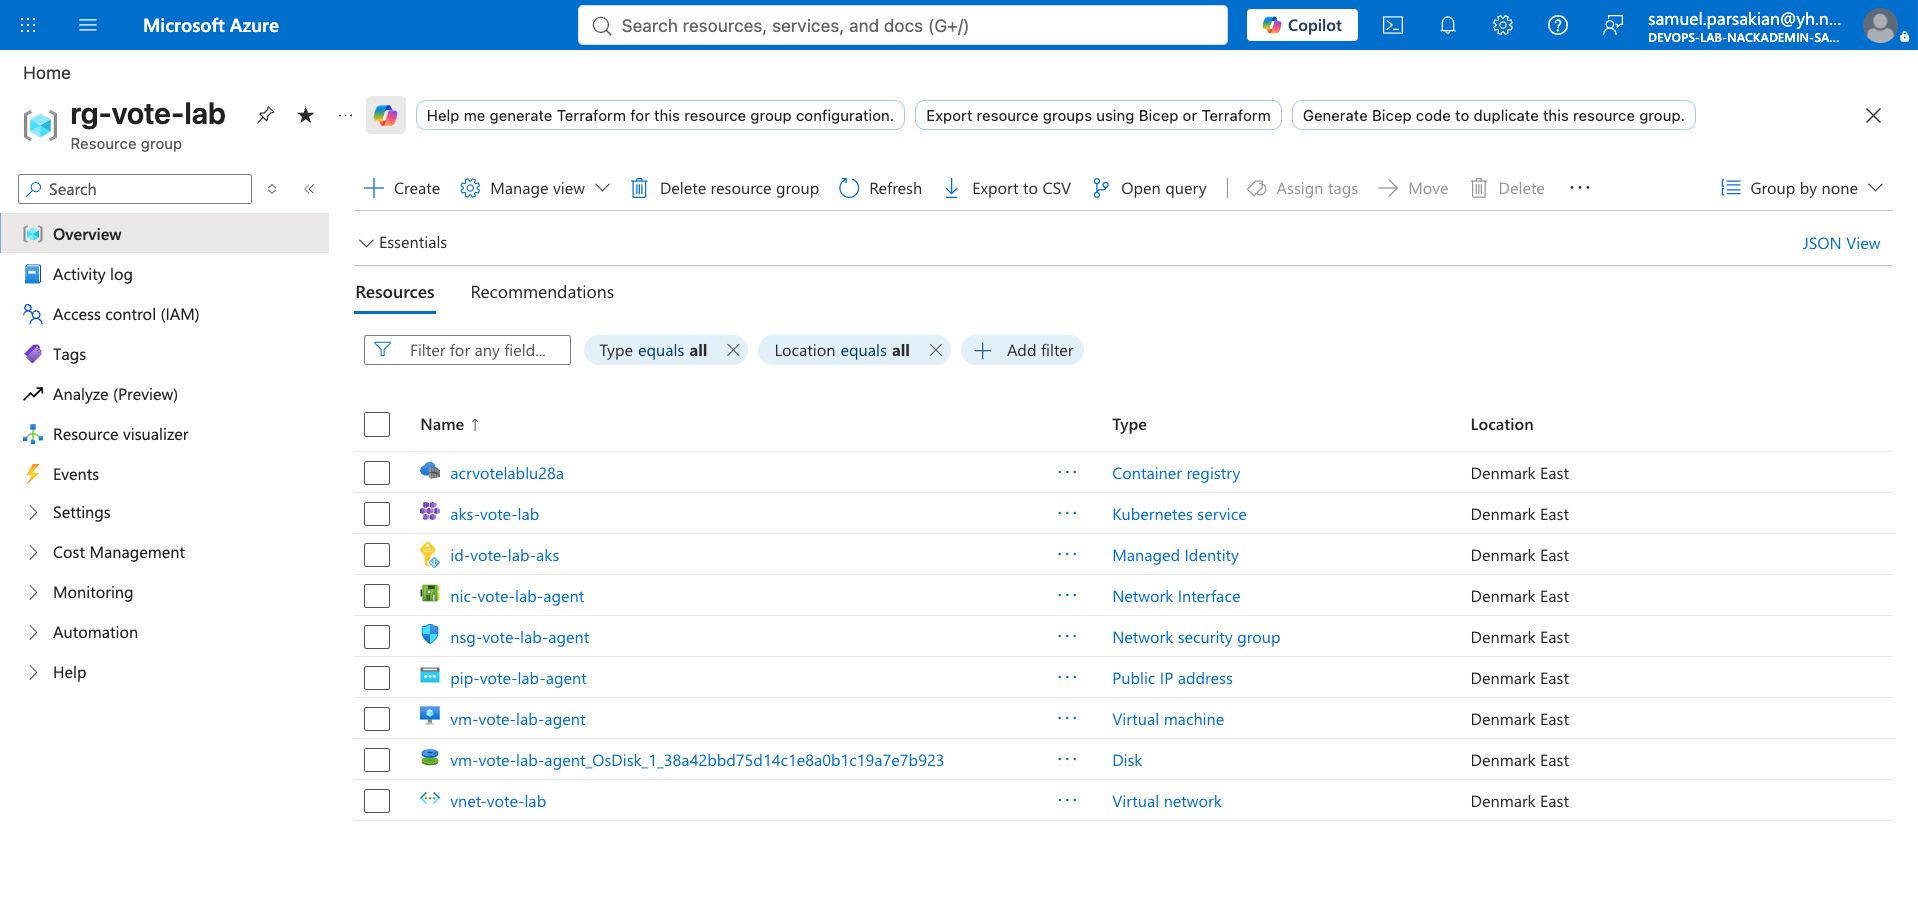 Microsoft Azure
Search resources, services, and docs (G+/)
Copilot
samuel.parsakian@yh.n...
DEVOPS-LAB-NACKADEMIN-SA...
Home
rg-vote-lab
Resource group
Help me generate Terraform for this resource group configuration.
Export resource groups using Bicep or Terraform
Generate Bicep code to duplicate this resource group.
Search
Create
Manage view
Delete resource group
Refresh
Export to CSV
Open query
Assign tags
Move
Delete
Group by none
Overview
Activity log
Access control (IAM)
Tags
Analyze (Preview)
Resource visualizer
Events
Settings
Cost Management
Monitoring
Automation
Help
Essentials
JSON View
Resources
Recommendations
Filter for any field...
Type equals all
Location equals all
Add filter
Name ↑ Type Location
acrvotelablu28a ... Container registry Denmark East
aks-vote-lab ... Kubernetes service Denmark East
id-vote-lab-aks ... Managed Identity Denmark East
nic-vote-lab-agent ... Network Interface Denmark East
nsg-vote-lab-agent ... Network security group Denmark East
pip-vote-lab-agent ... Public IP address Denmark East
vm-vote-lab-agent ... Virtual machine Denmark East
vm-vote-lab-agent_OsDisk_1_38a42bbd75d14c1e8a0b1c19a7e7b923 ... Disk Denmark East
vnet-vote-lab ... Virtual network Denmark East